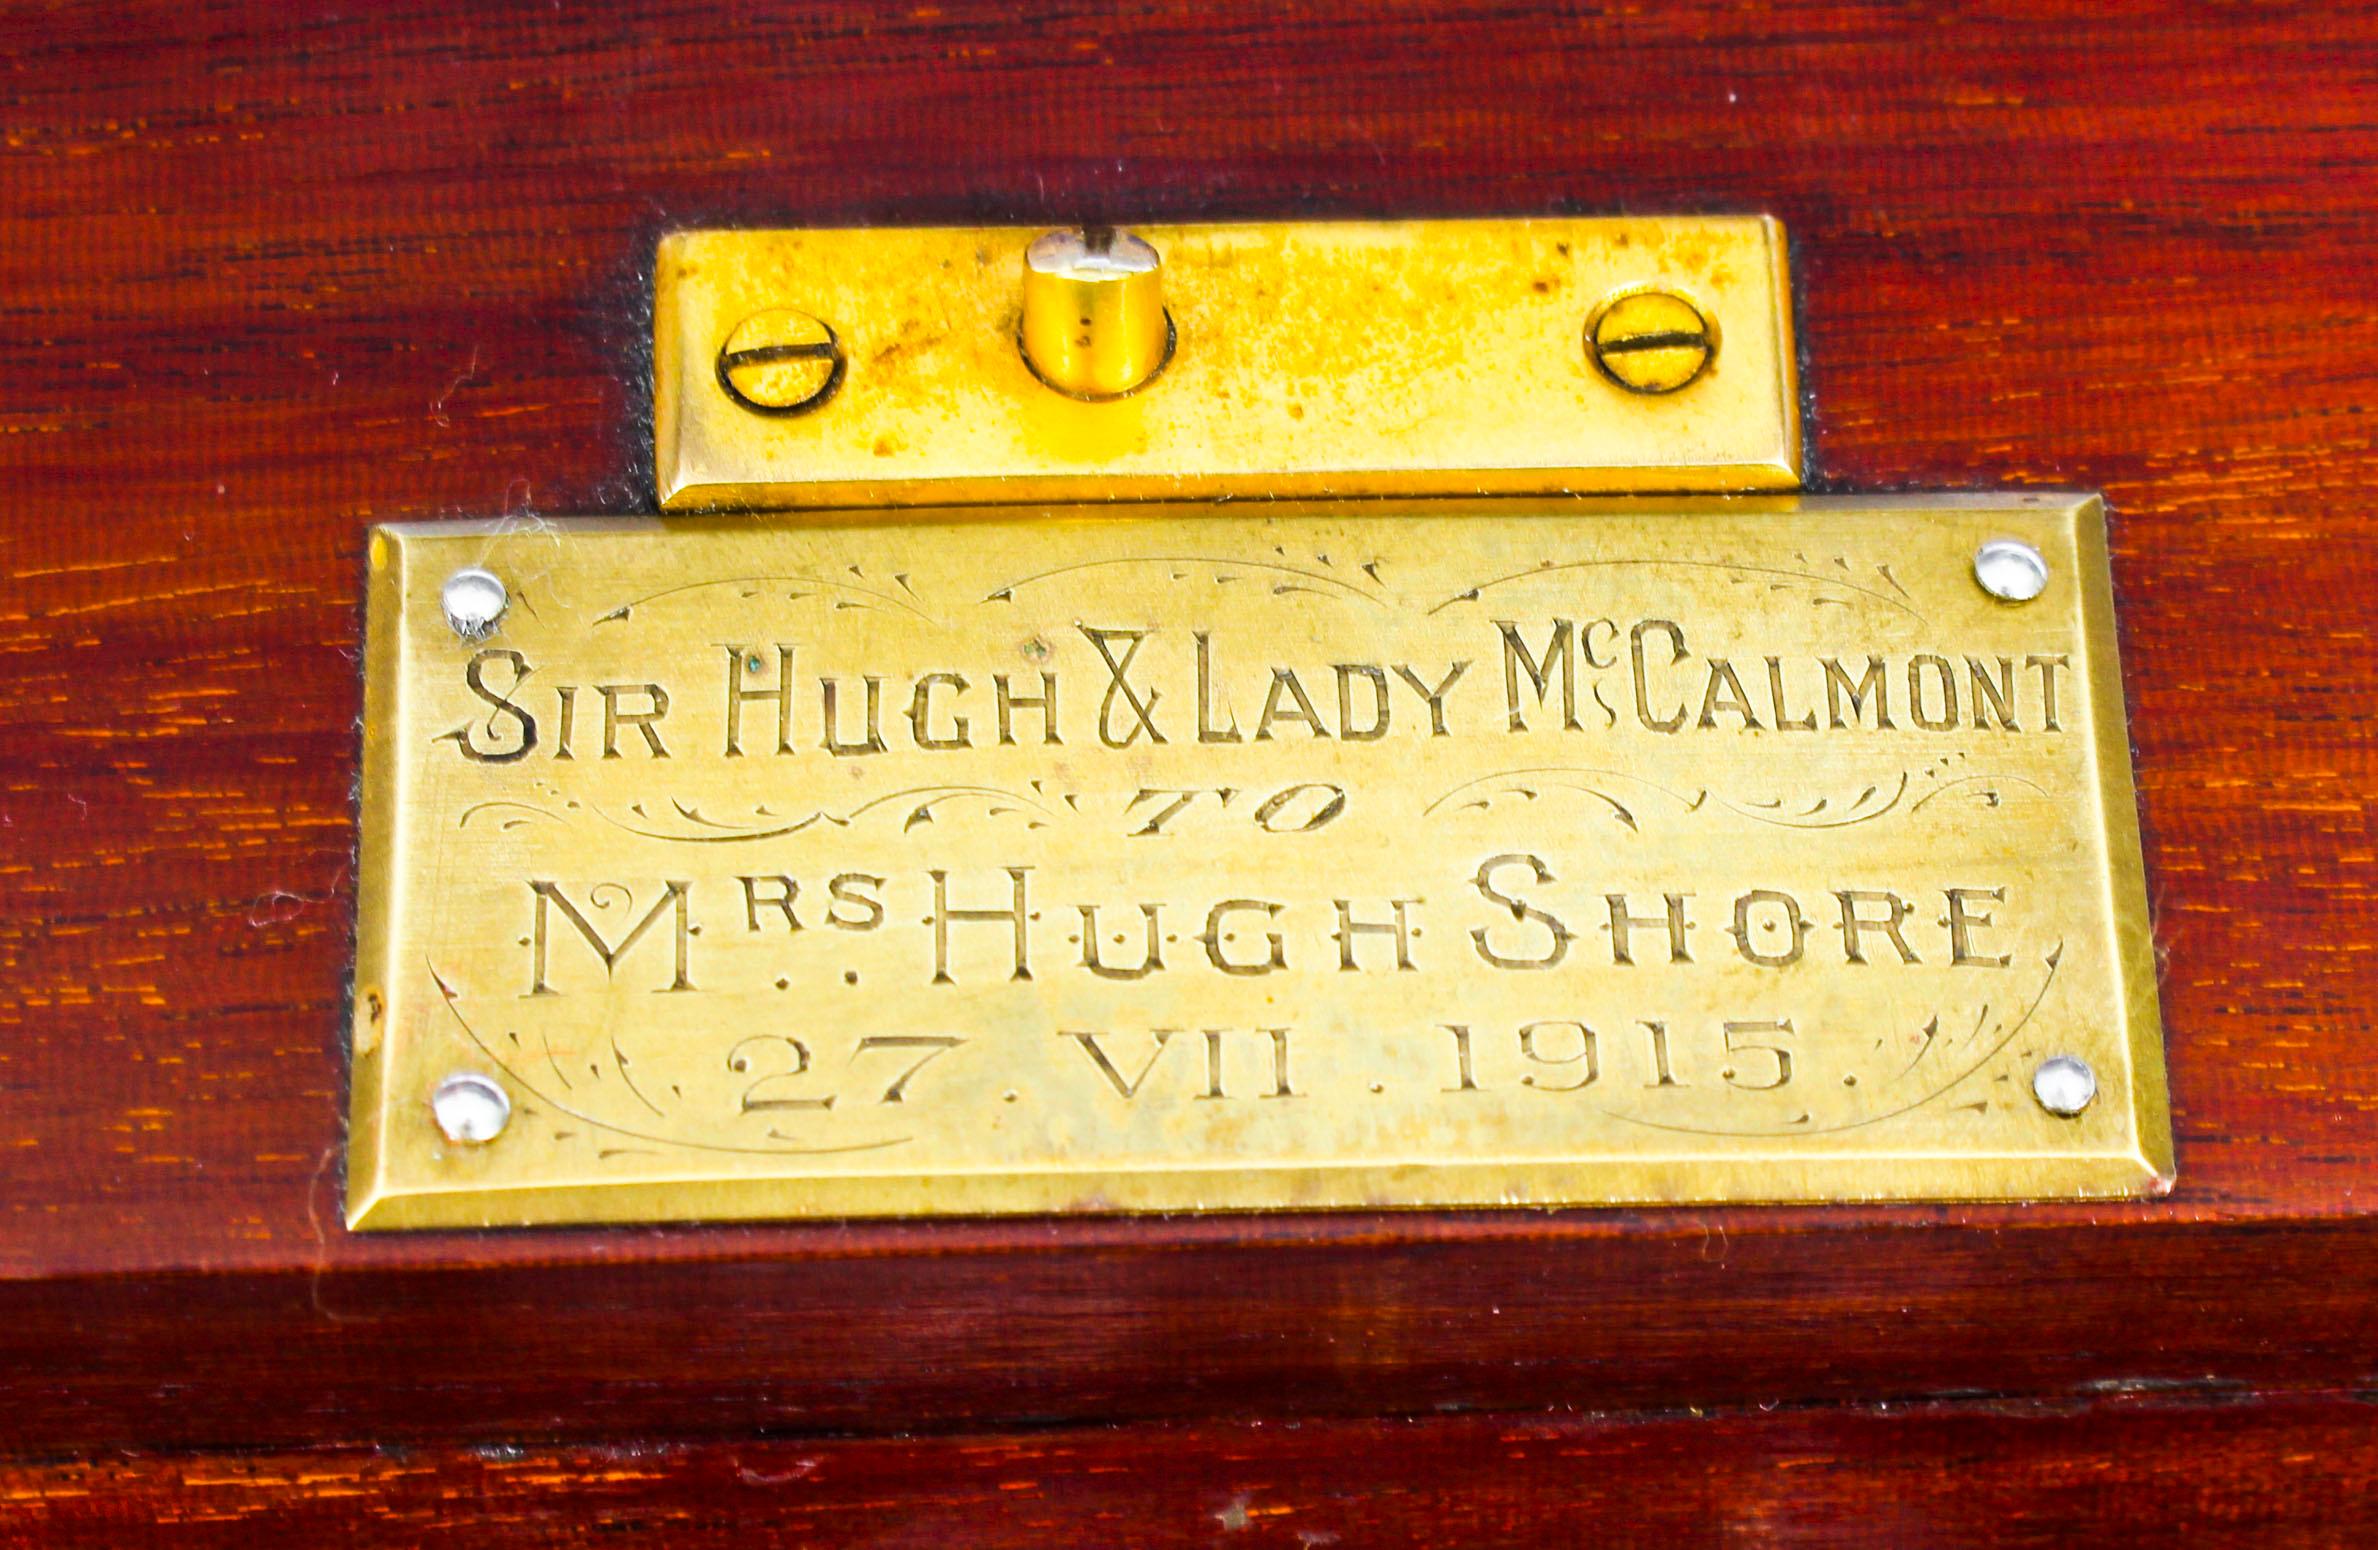 SIR HUGH & LADY McCALMONT
TO
MRS.. HUGH SHORE
27. VII. 1915.